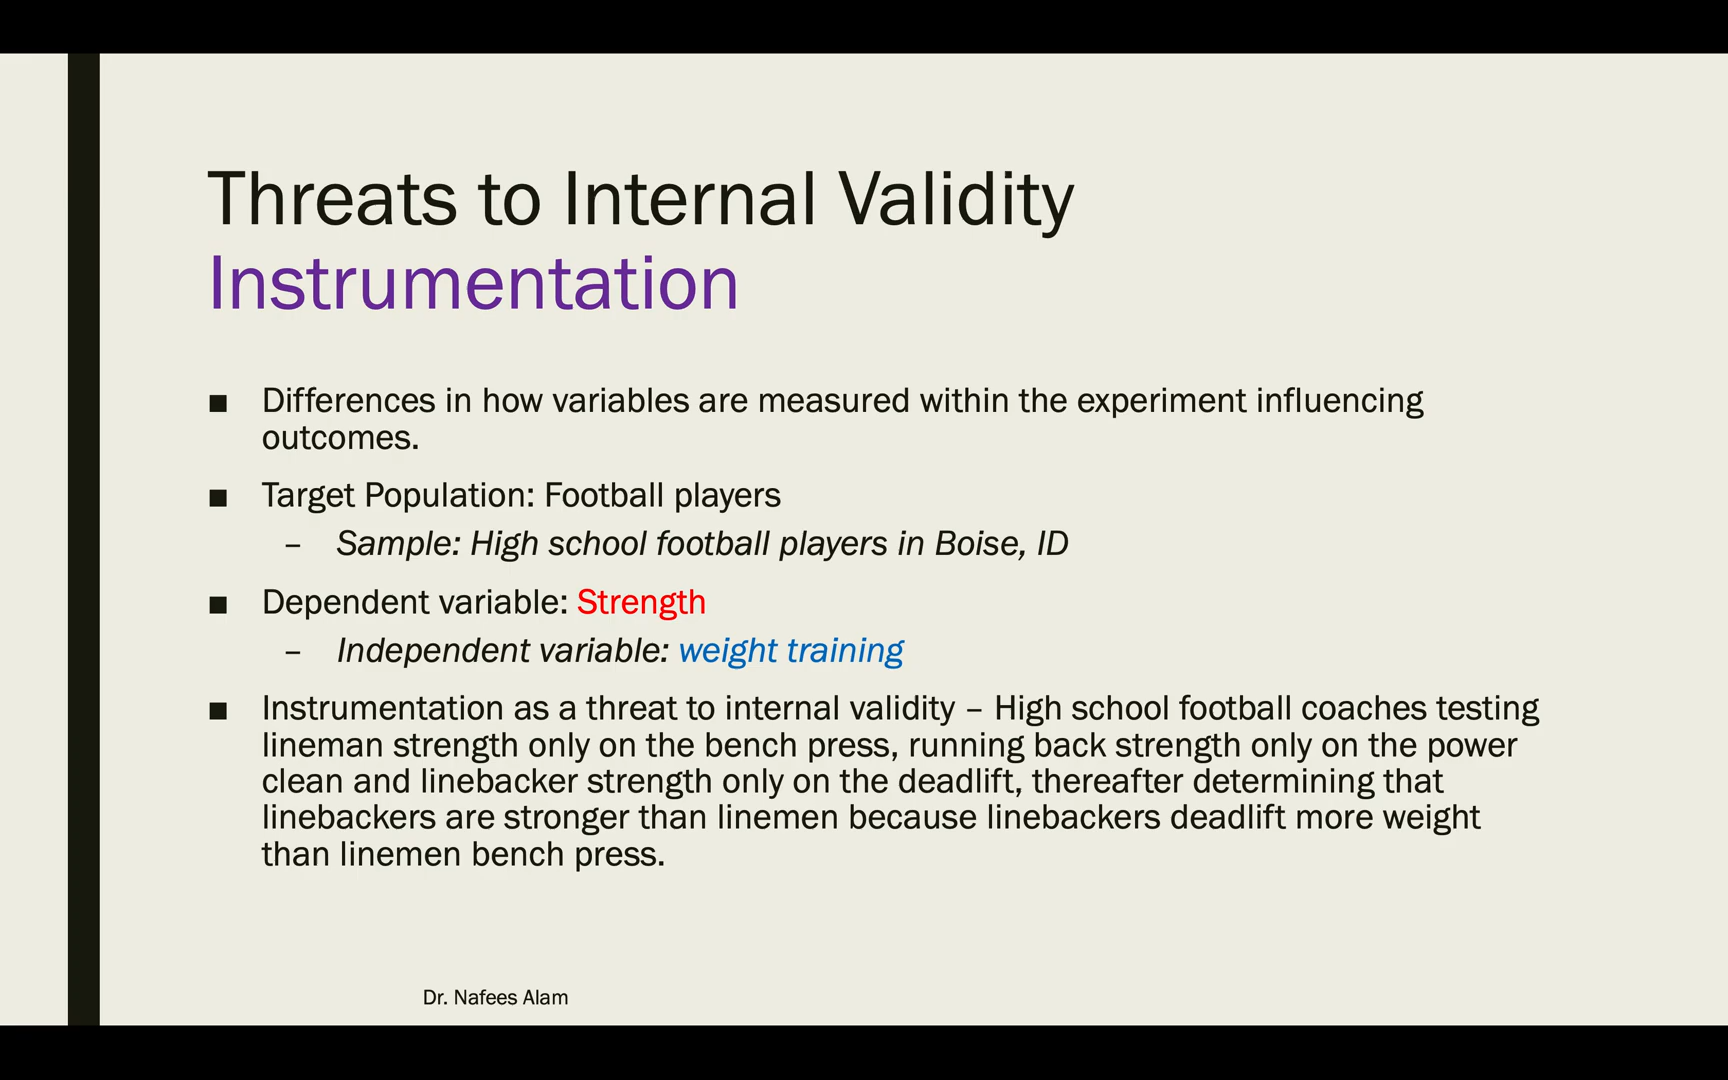 Threats to Internal Validity
Instrumentation
■ Differences in how variables are measured within the experiment influencing
outcomes.
■ Target Population: Football players
– Sample: High school football players in Boise, ID
■ Dependent variable: Strength
– Independent variable: weight training
■ Instrumentation as a threat to internal validity – High school football coaches testing
lineman strength only on the bench press, running back strength only on the power
clean and linebacker strength only on the deadlift, thereafter determining that
linebackers are stronger than linemen because linebackers deadlift more weight
than linemen bench press.
Dr. Nafees Alam